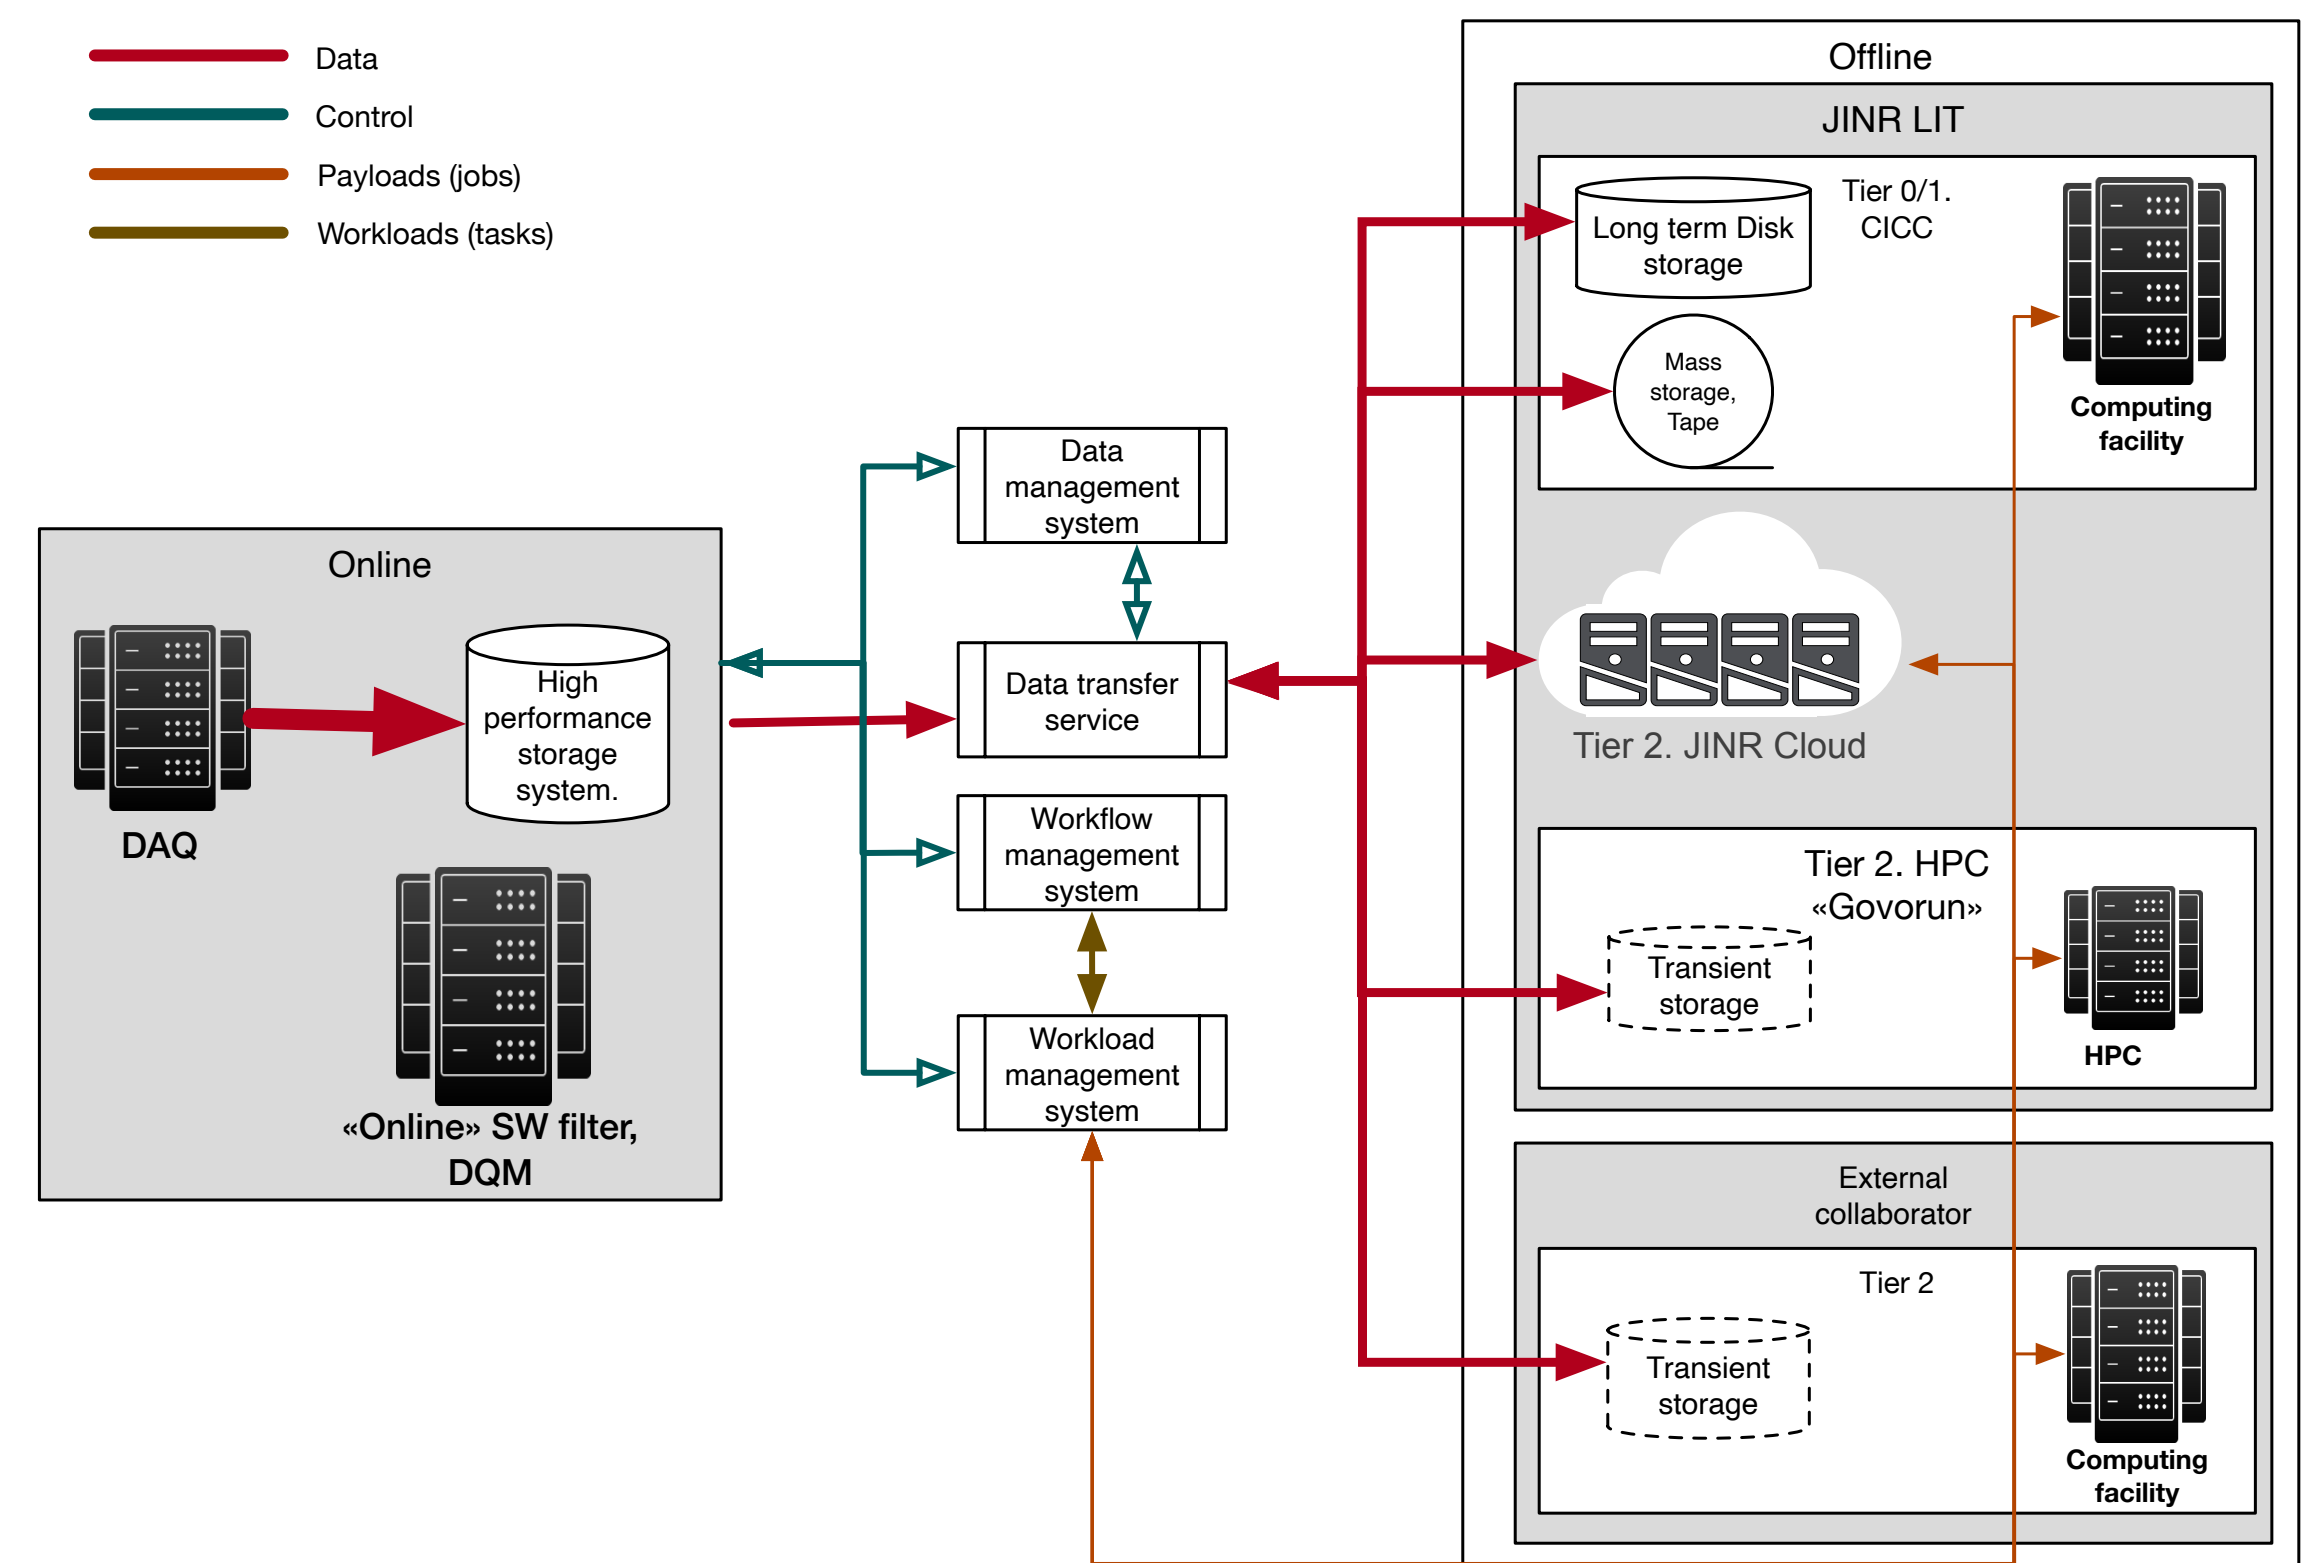 Data
Control
Payloads (jobs)
Workloads (tasks)
Online
DAQ
High
performance
storage
system.
«Online» SW filter,
DQM
Data
management
system
Data transfer
service
Workflow
management
system
Workload
management
system
Offline
JINR LIT
Tier 0/1.
CICC
Long term Disk
storage
Mass
storage,
Tape
Computing
facility
Tier 2. JINR Cloud
Tier 2. HPC
«Govorun»
Transient
storage
HPC
External
collaborator
Tier 2
Transient
storage
Computing
facility